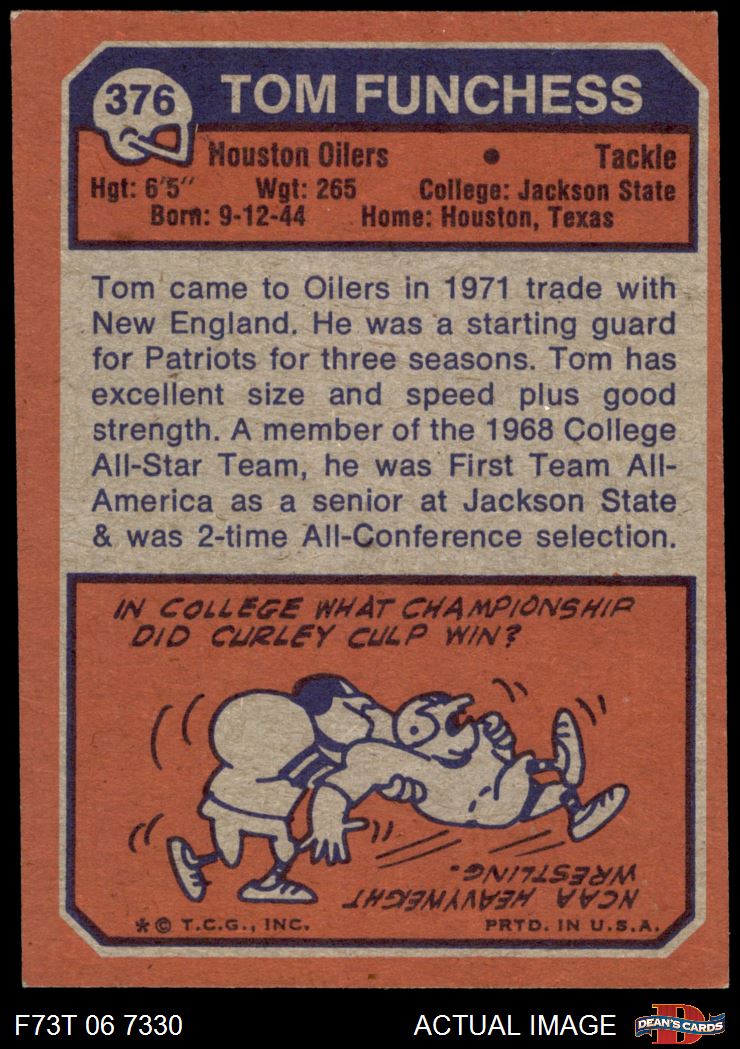 376
TOM FUNCHESS
Houston Oilers • Tackle
Hgt: 6'5" Wgt: 265 College: Jackson State
Born: 9-12-44 Home: Houston, Texas
Tom came to Oilers in 1971 trade with
New England. He was a starting guard
for Patriots for three seasons. Tom has
excellent size and speed plus good
strength. A member of the 1968 College
All-Star Team, he was First Team All-
America as a senior at Jackson State
& was 2-time All-Conference selection.
IN COLLEGE WHAT CHAMPIONSHIP
DID CURLEY CULP WIN?
NCAA HEAVYWEIGHT
WRESTLING.
* © T.C.G., INC. PRTD. IN U.S.A.
F73T 06 7330 ACTUAL IMAGE
D
DEAN'S CARDS